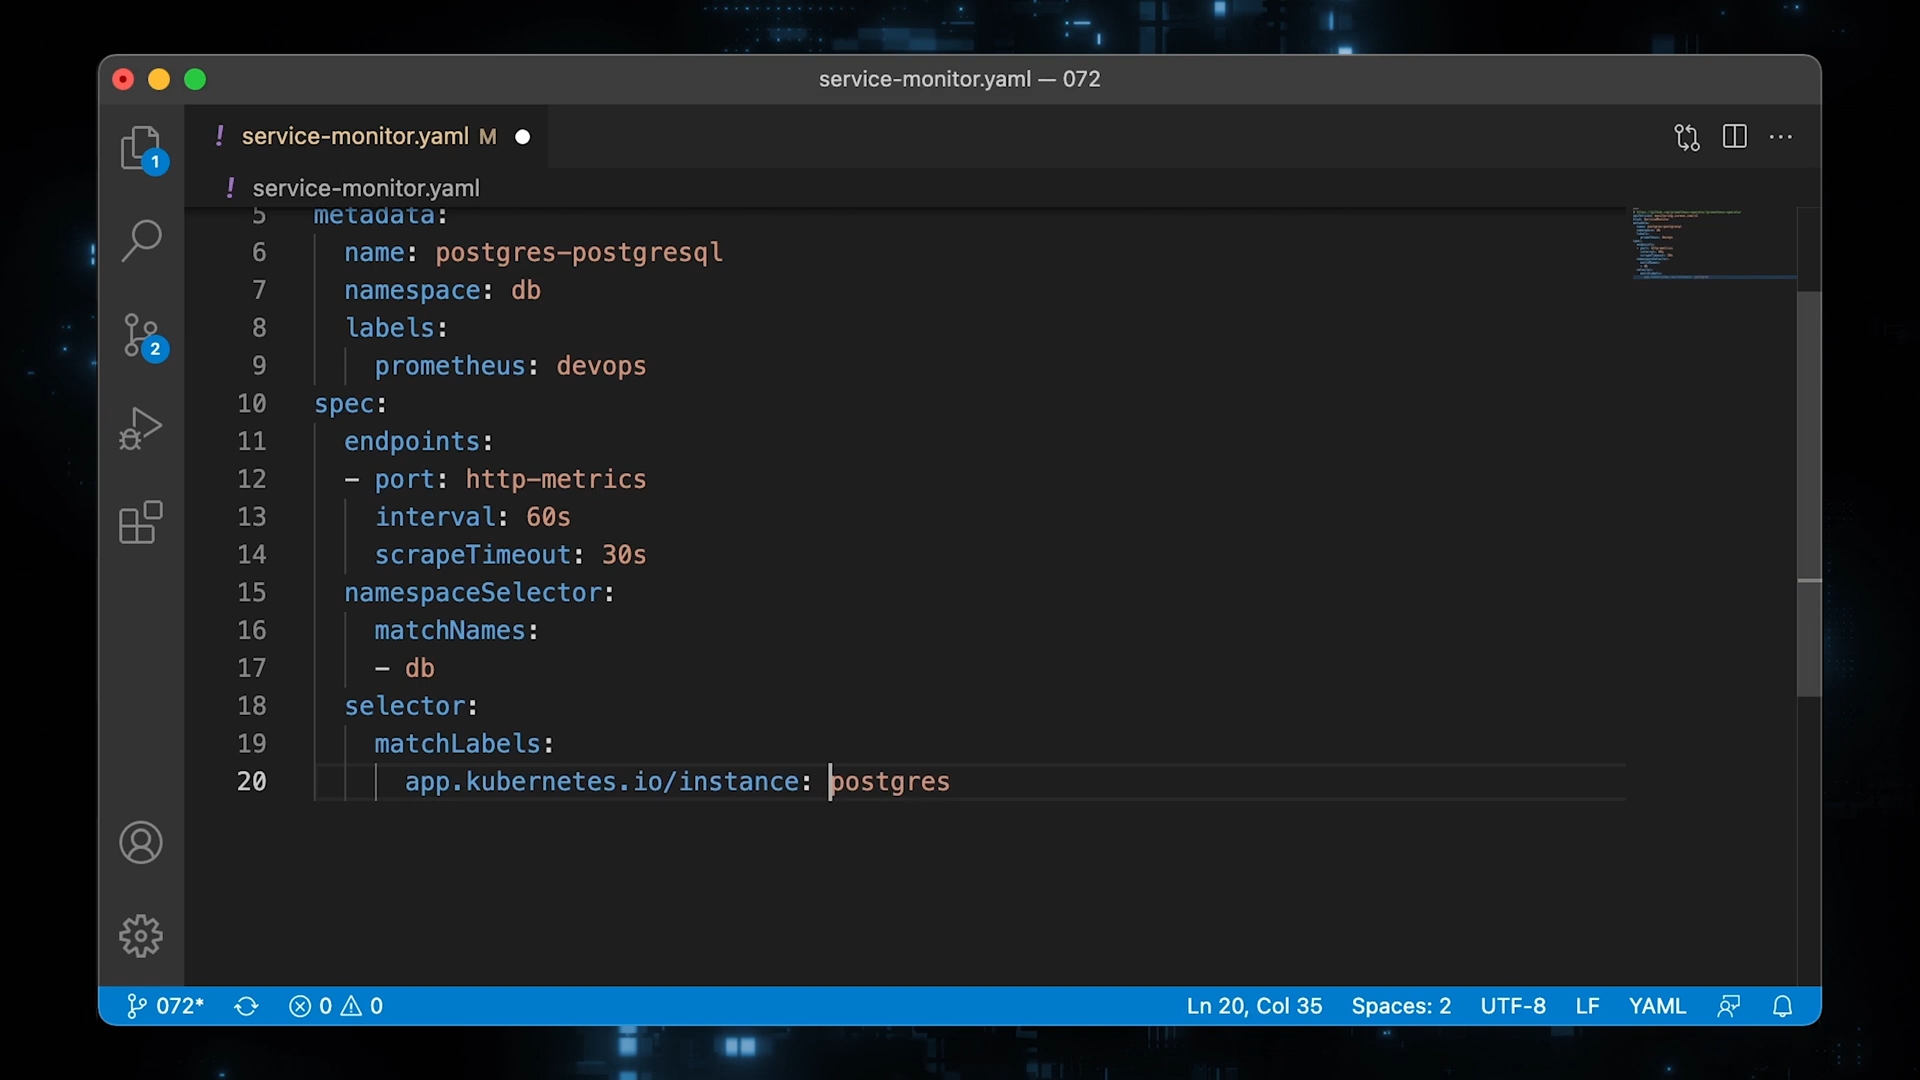 service-monitor.yaml — 072
! service-monitor.yaml M
! service-monitor.yaml
1
2
5 metadata:
6 name: postgres-postgresql
7 namespace: db
8 labels:
9 prometheus: devops
10 spec:
11 endpoints:
12 - port: http-metrics
13 interval: 60s
14 scrapeTimeout: 30s
15 namespaceSelector:
16 matchNames:
17 - db
18 selector:
19 matchLabels:
20 app.kubernetes.io/instance: postgres
072* 0 0 Ln 20, Col 35 Spaces: 2 UTF-8 LF YAML